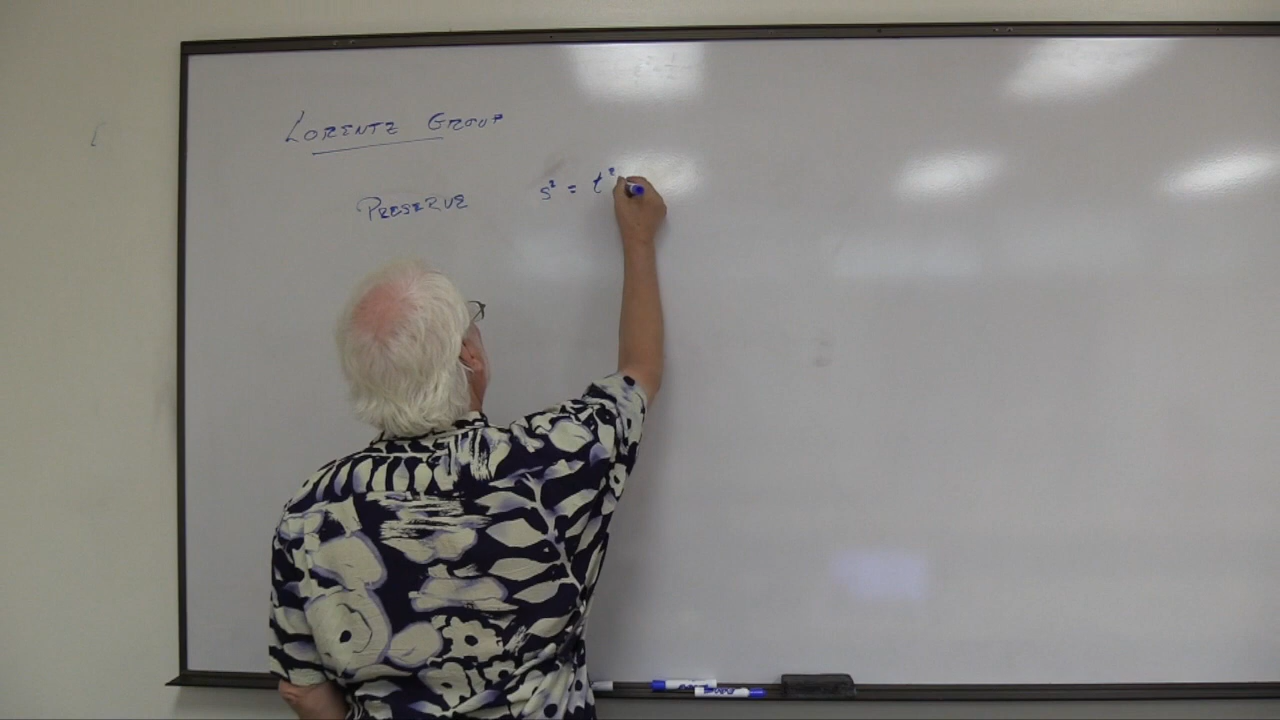 LORENTZ GROUP
PRESERVE s² = t²